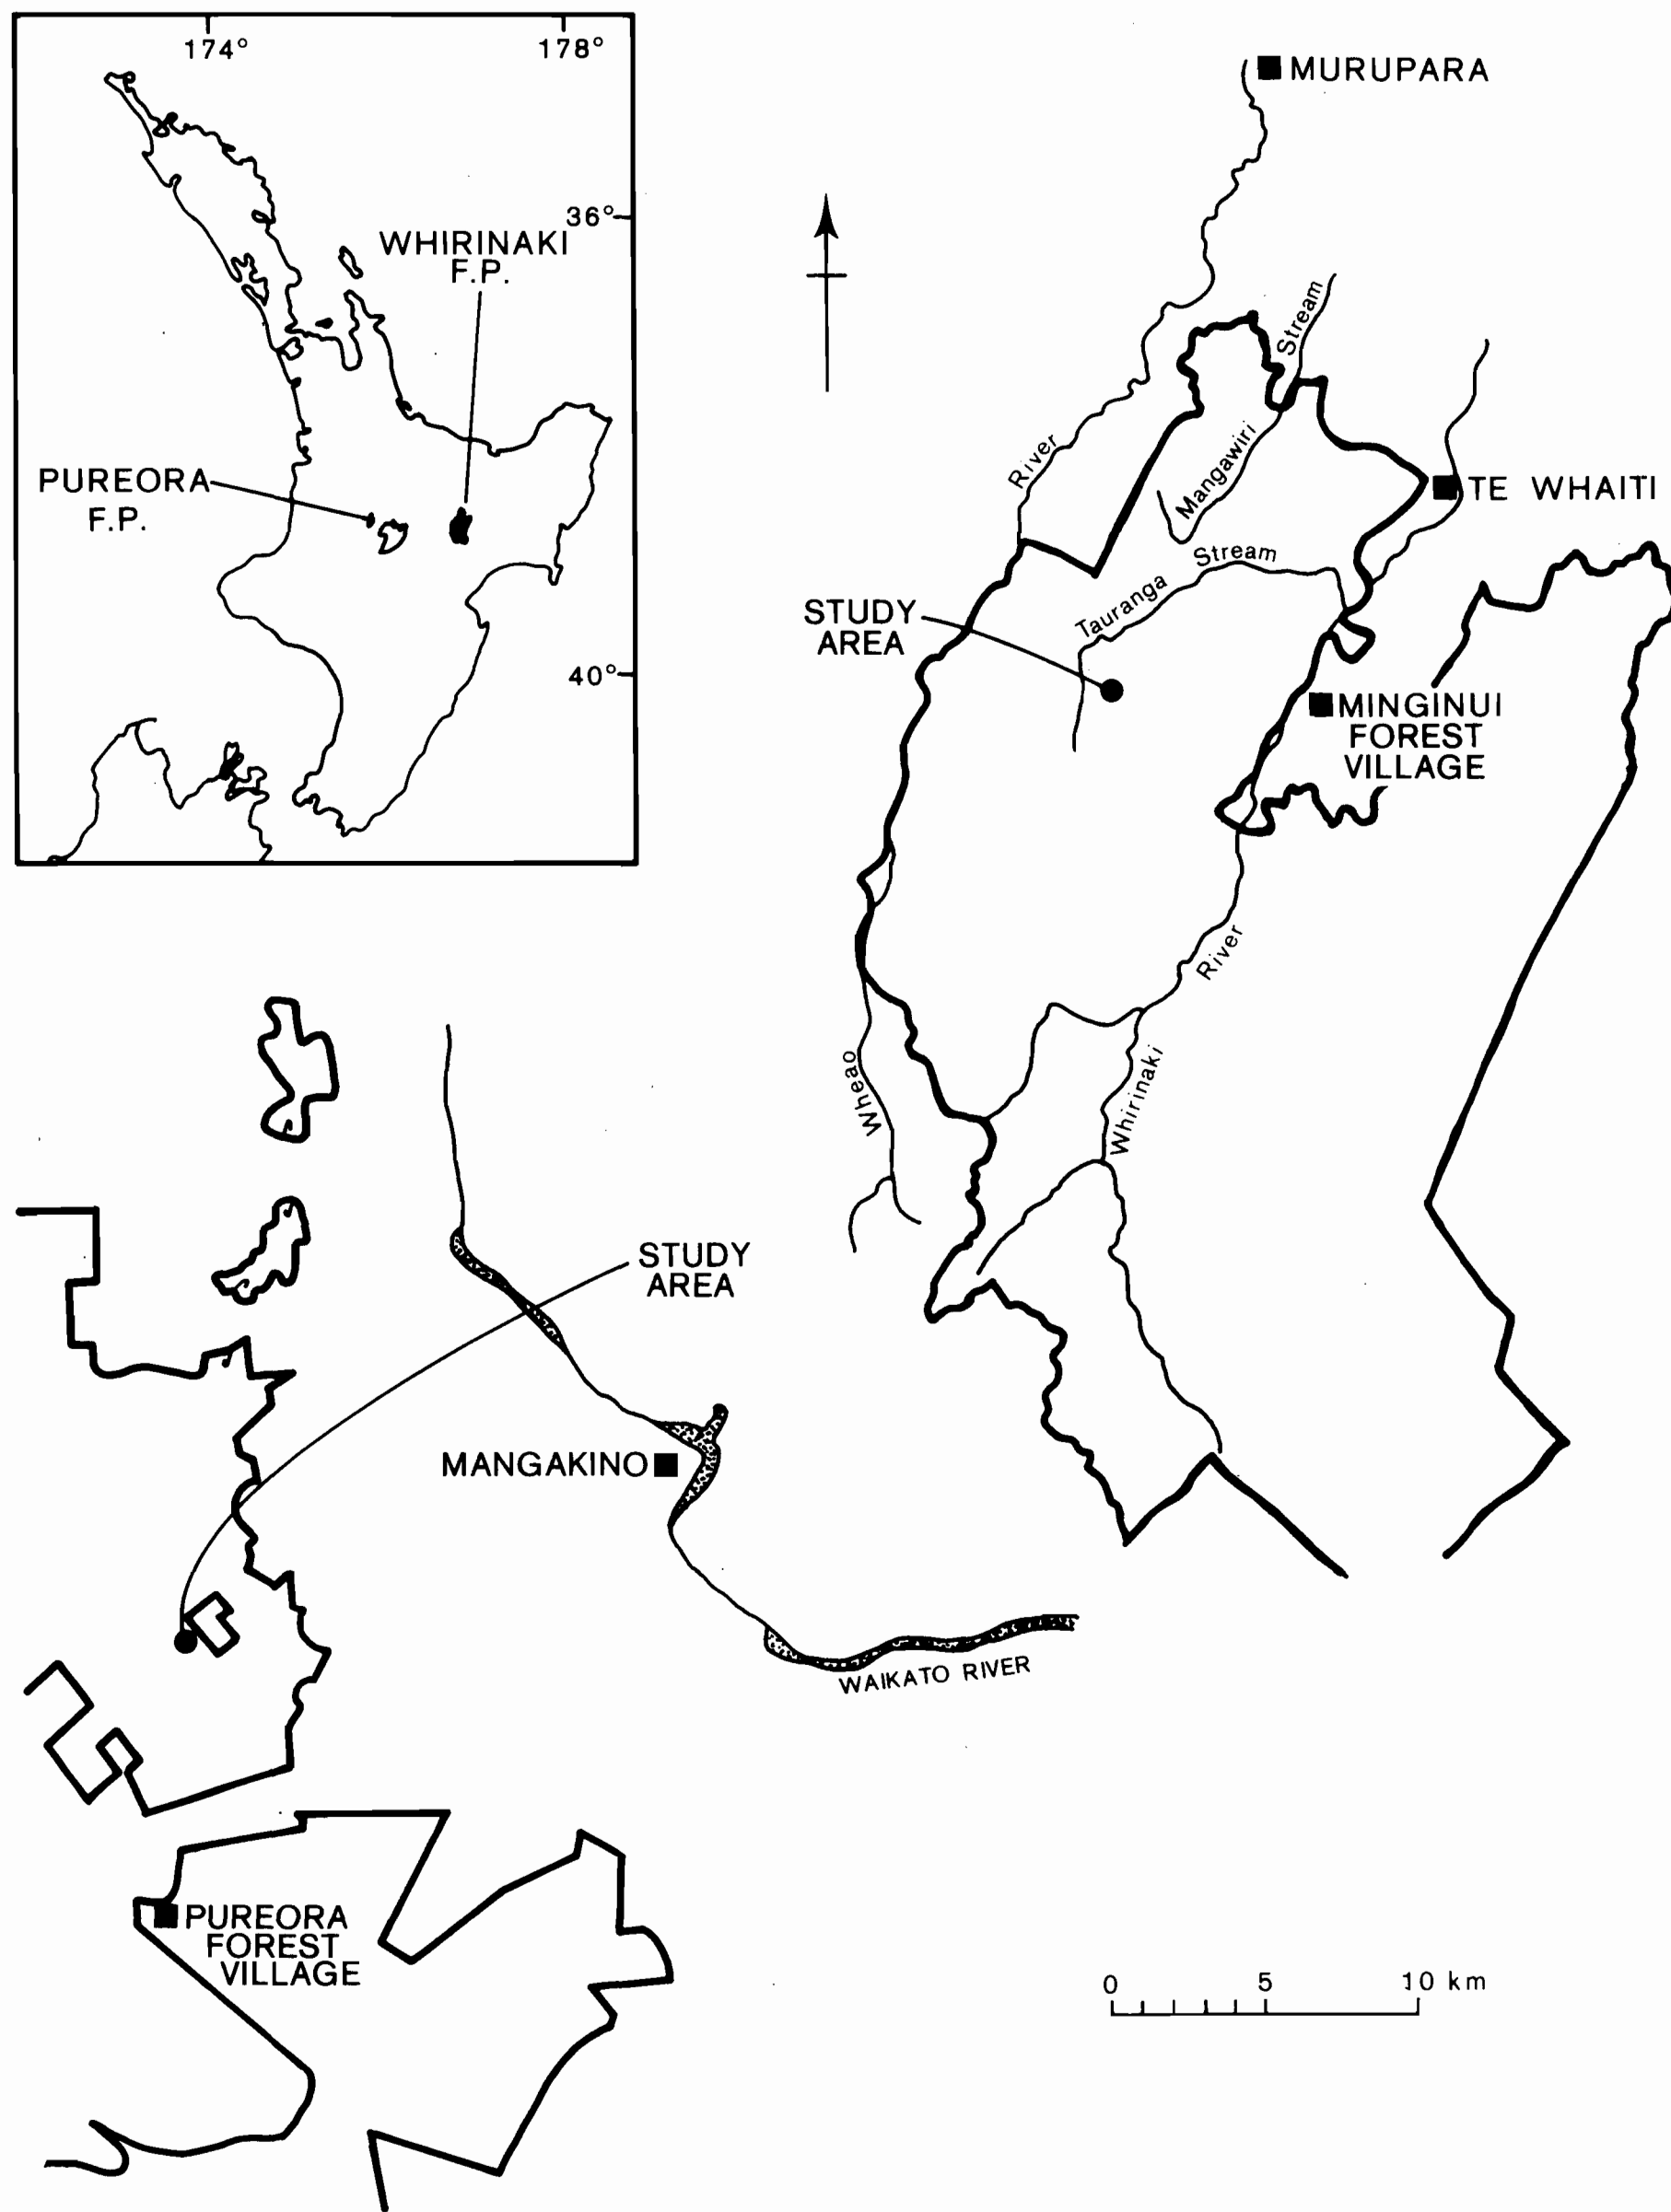 174° 178°
36°
WHIRINAKI
F.P.
PUREORA
F.P.
40°
MURUPARA
Stream
Mangawiri
River
TE WHAITI
Stream
Tauranga
STUDY
AREA
MINGINUI
FOREST
VILLAGE
River
Whirinaki
Wheao
STUDY
AREA
MANGAKINO
WAIKATO RIVER
PUREORA
FOREST
VILLAGE
0 5 10 km